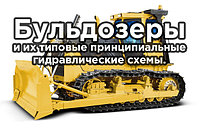 Бульдозеры
и их типовые принципиальные
гидравлические схемы.